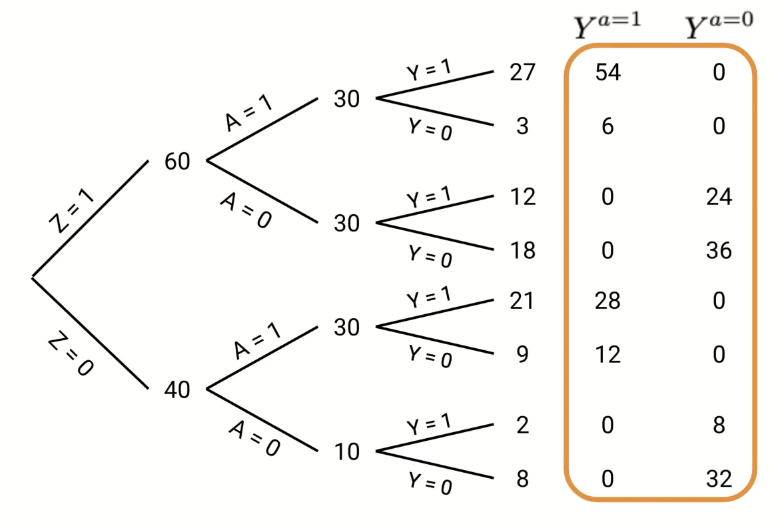 Y^{a=1} Y^{a=0}
Y = 1 27 54 0
A = 1 30
Y = 0 3 6 0
Z = 1 60
Y = 1 12 0 24
A = 0 30
Y = 0 18 0 36
Y = 1 21 28 0
A = 1 30
Y = 0 9 12 0
Z = 0 40
Y = 1 2 0 8
A = 0 10
Y = 0 8 0 32